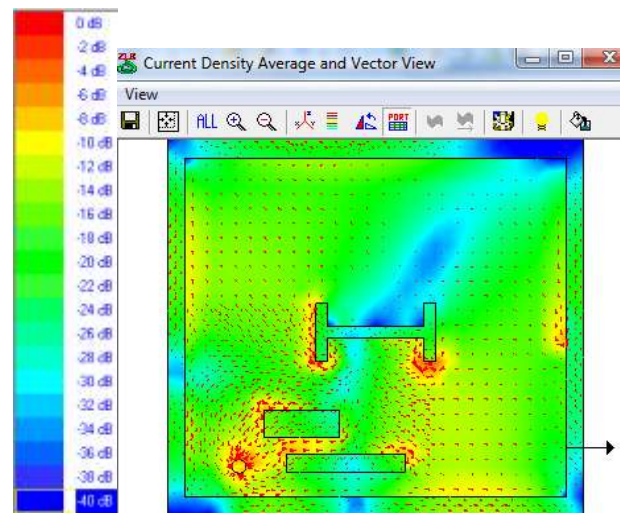 0 dB
-2 dB
-4 dB
-6 dB
-8 dB
-10 dB
-12 dB
-14 dB
-16 dB
-18 dB
-20 dB
-22 dB
-24 dB
-26 dB
-28 dB
-30 dB
-32 dB
-34 dB
-36 dB
-38 dB
-40 dB
Current Density Average and Vector View
View
ALL PORT